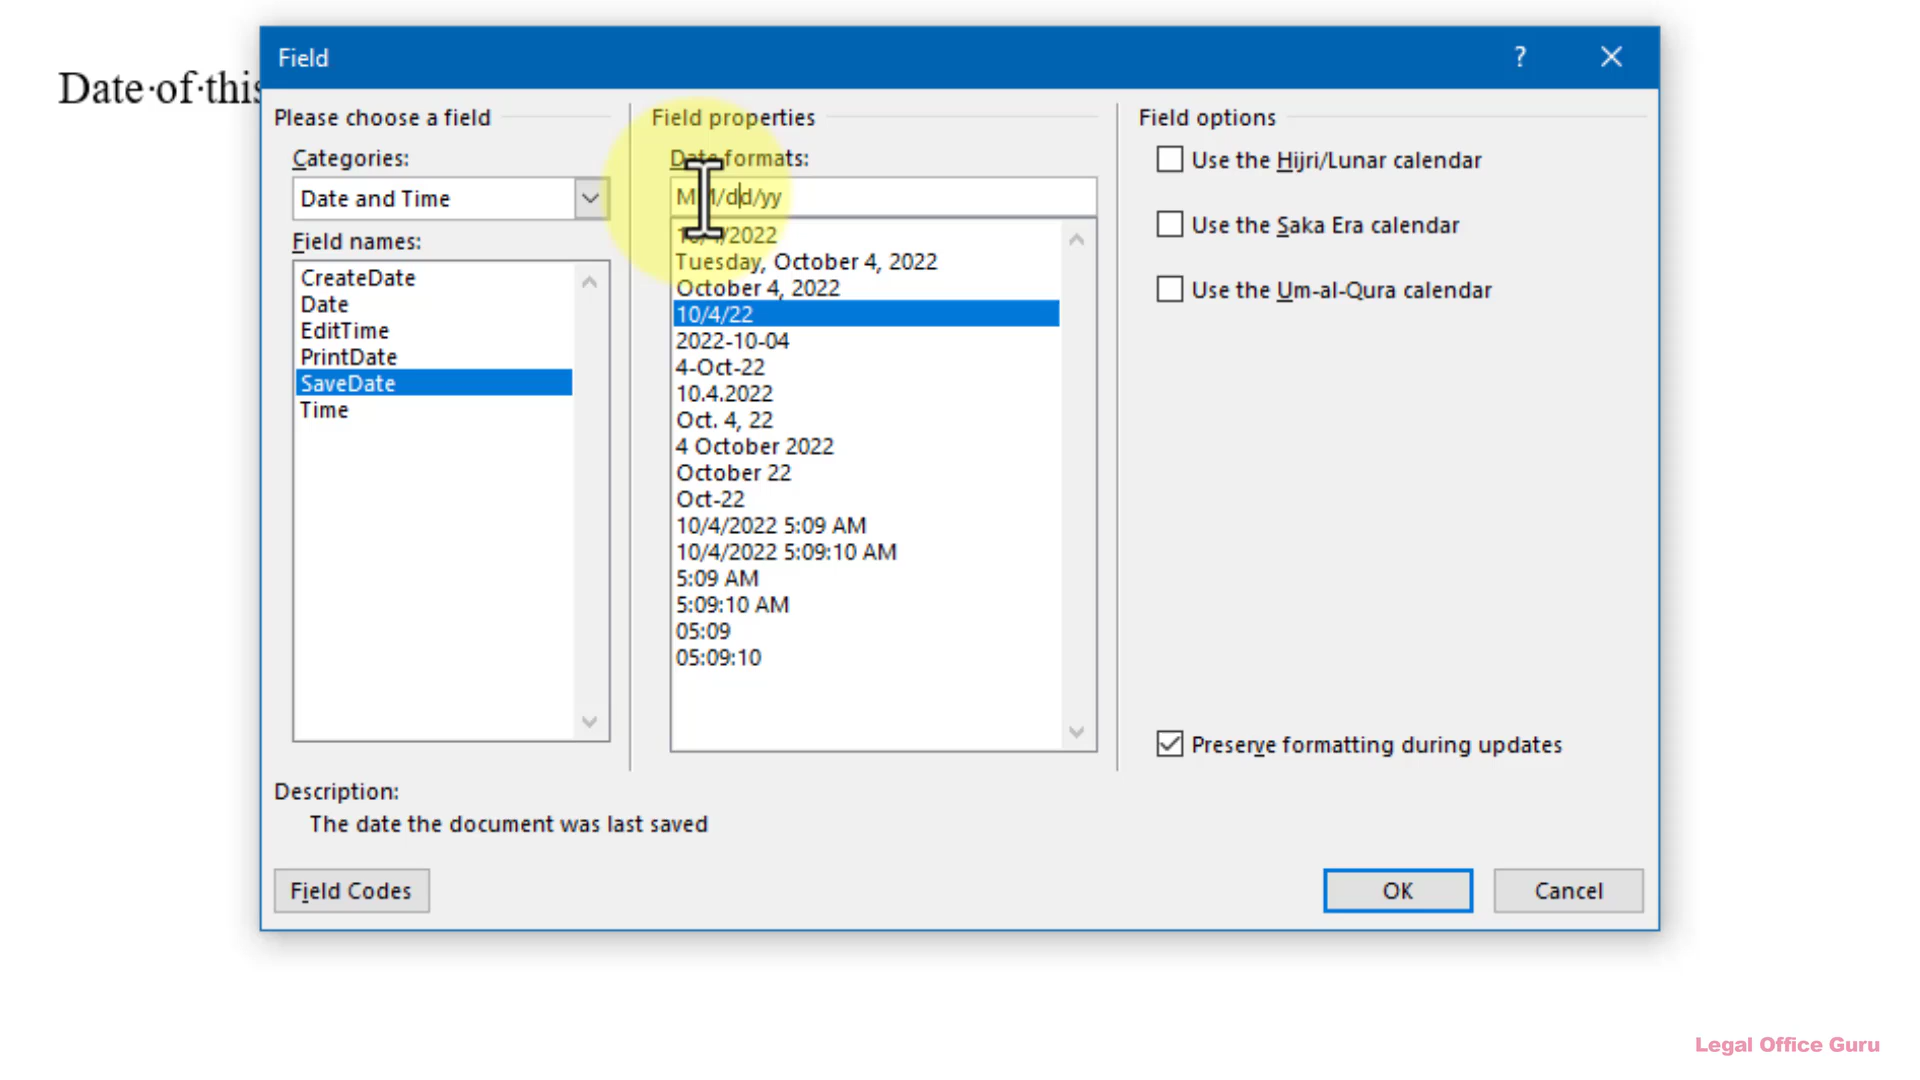 Field
?
Date·of·this
Please choose a field
Categories:
Date and Time
Field names:
CreateDate
Date
EditTime
PrintDate
SaveDate
Time
Field properties
Date formats:
MM/dd/yy
10/4/2022
Tuesday, October 4, 2022
October 4, 2022
10/4/22
2022-10-04
4-Oct-22
10.4.2022
Oct. 4, 22
4 October 2022
October 22
Oct-22
10/4/2022 5:09 AM
10/4/2022 5:09:10 AM
5:09 AM
5:09:10 AM
05:09
05:09:10
Field options
Use the Hijri/Lunar calendar
Use the Saka Era calendar
Use the Um-al-Qura calendar
Preserve formatting during updates
Description:
The date the document was last saved
Field Codes
OK
Cancel
Legal Office Guru